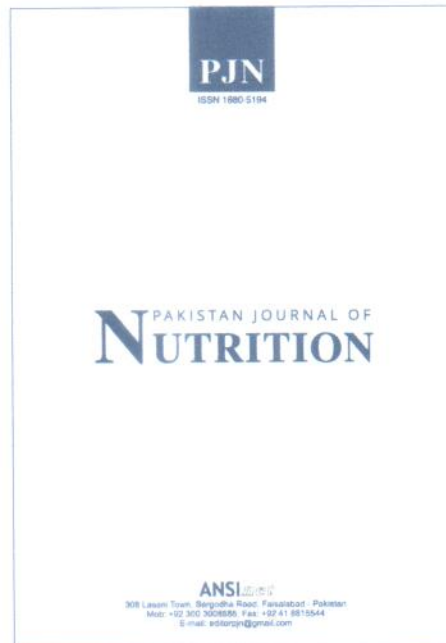 PJN
ISSN 1680-5194
PAKISTAN JOURNAL OF
NUTRITION
ANSInet
308 Lasani Town, Sargodha Road, Faisalabad - Pakistan
Mob: +92 300 3008585, Fax: +92 41 8815544
E-mail: editorpjn@gmail.com